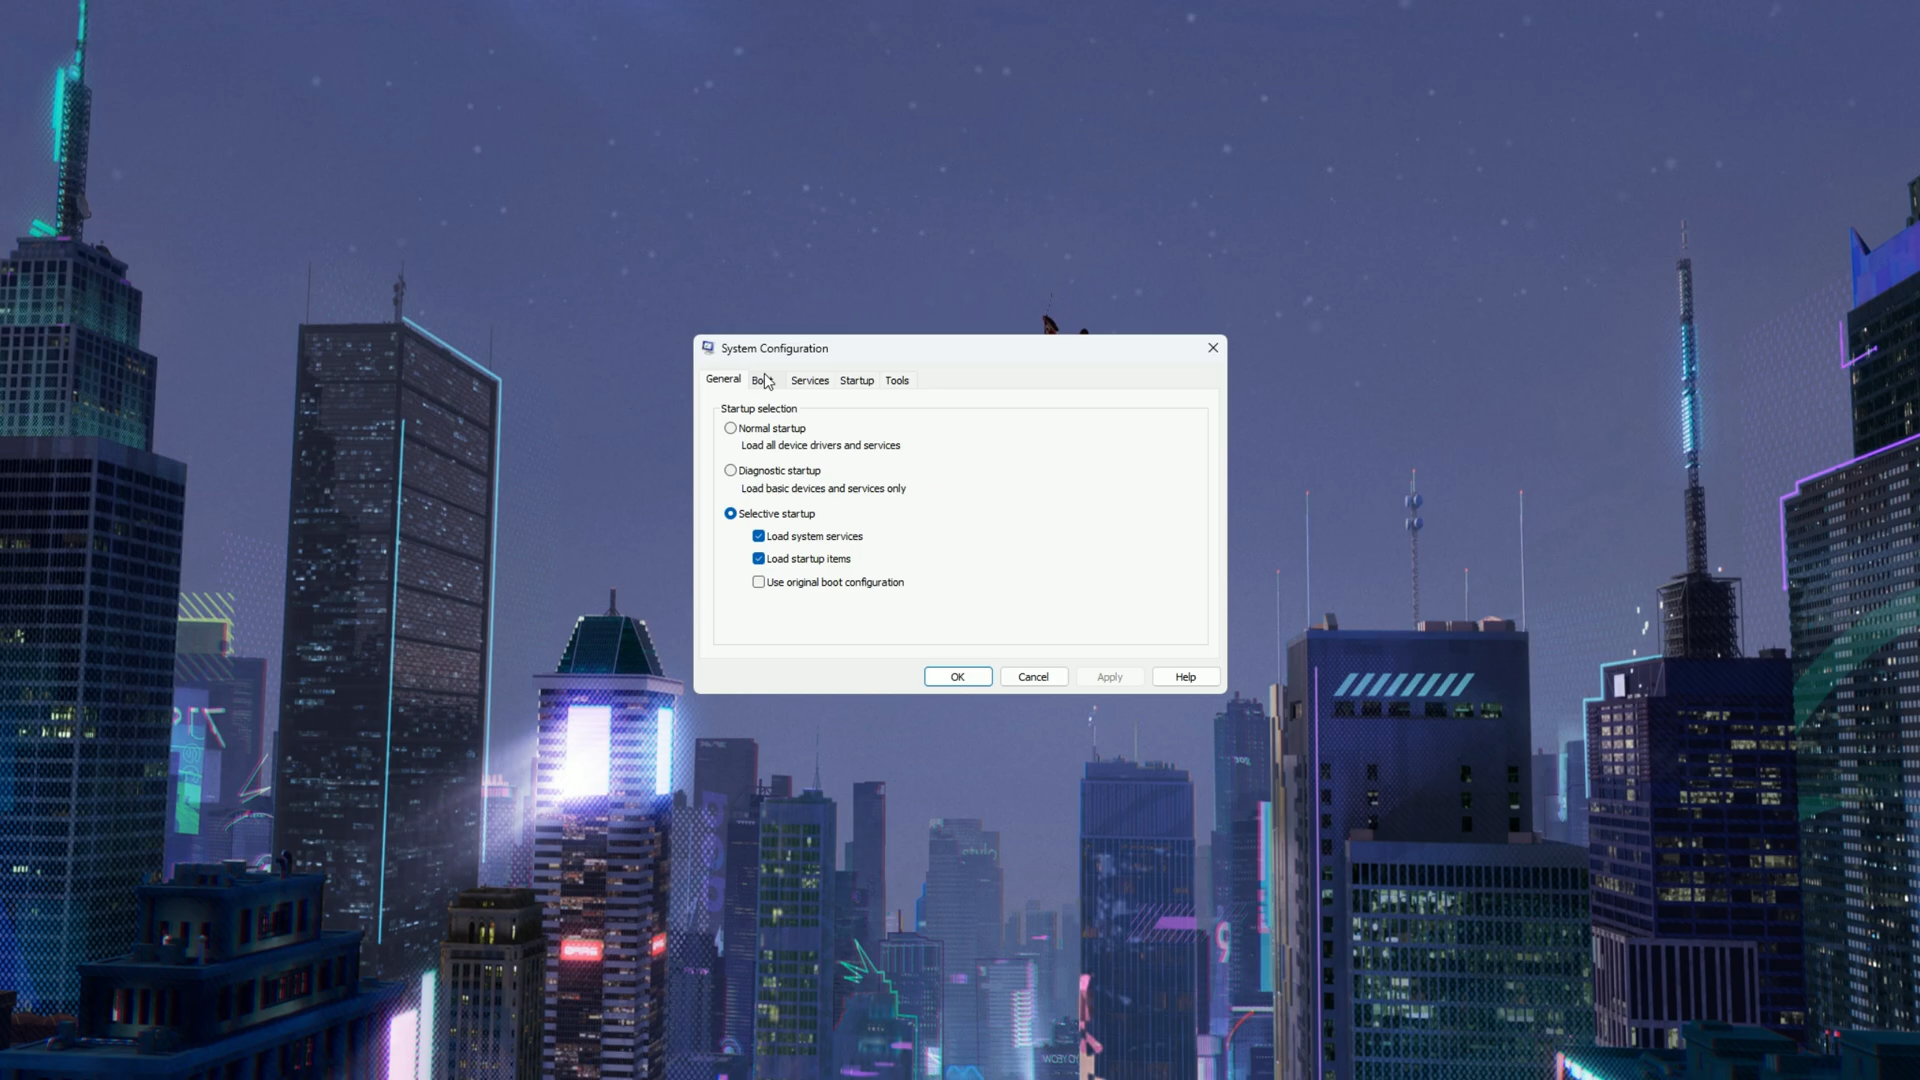 System Configuration
General Services Startup Tools
Startup selection
Normal startup
Load all device drivers and services
Diagnostic startup
Load basic devices and services only
Selective startup
Load system services
Load startup items
Use original boot configuration
OK Cancel Apply Help